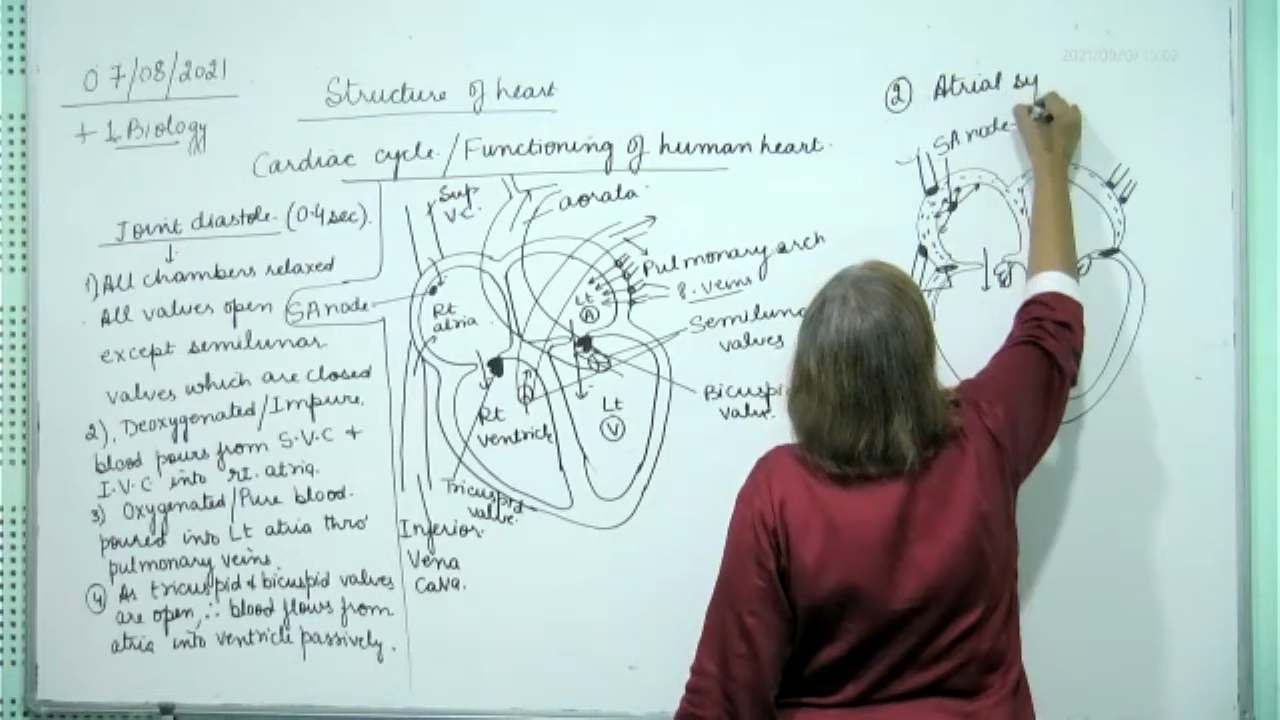 07/08/2021
+1 Biology
Structure of heart
Cardiac cycle / Functioning of human heart.
Joint diastole. (0.4 sec).
1) All chambers relaxed
All valves open
except semilunar
valves which are closed
2), Deoxygenated/Impure.
blood pours from S.V.C +
I.V.C into rt. atria.
3) Oxygenated/Pure blood.
poured into Lt atria thro'
pulmonary veins.
4 As tricuspid & bicuspid valves
are open, ∴ blood flows from
atria into ventricle passively.
Sup
V.C.
aorata.
SA node
Rt
atria.
Lt
A
Pulmonary arch
P. veins
Semiluna
valves
Bicuspi
valv.
Rt
ventricle
Lt
V
Tricuspid
valve.
Inferior
Vena
Cava.
2 Atrial sy
SA node